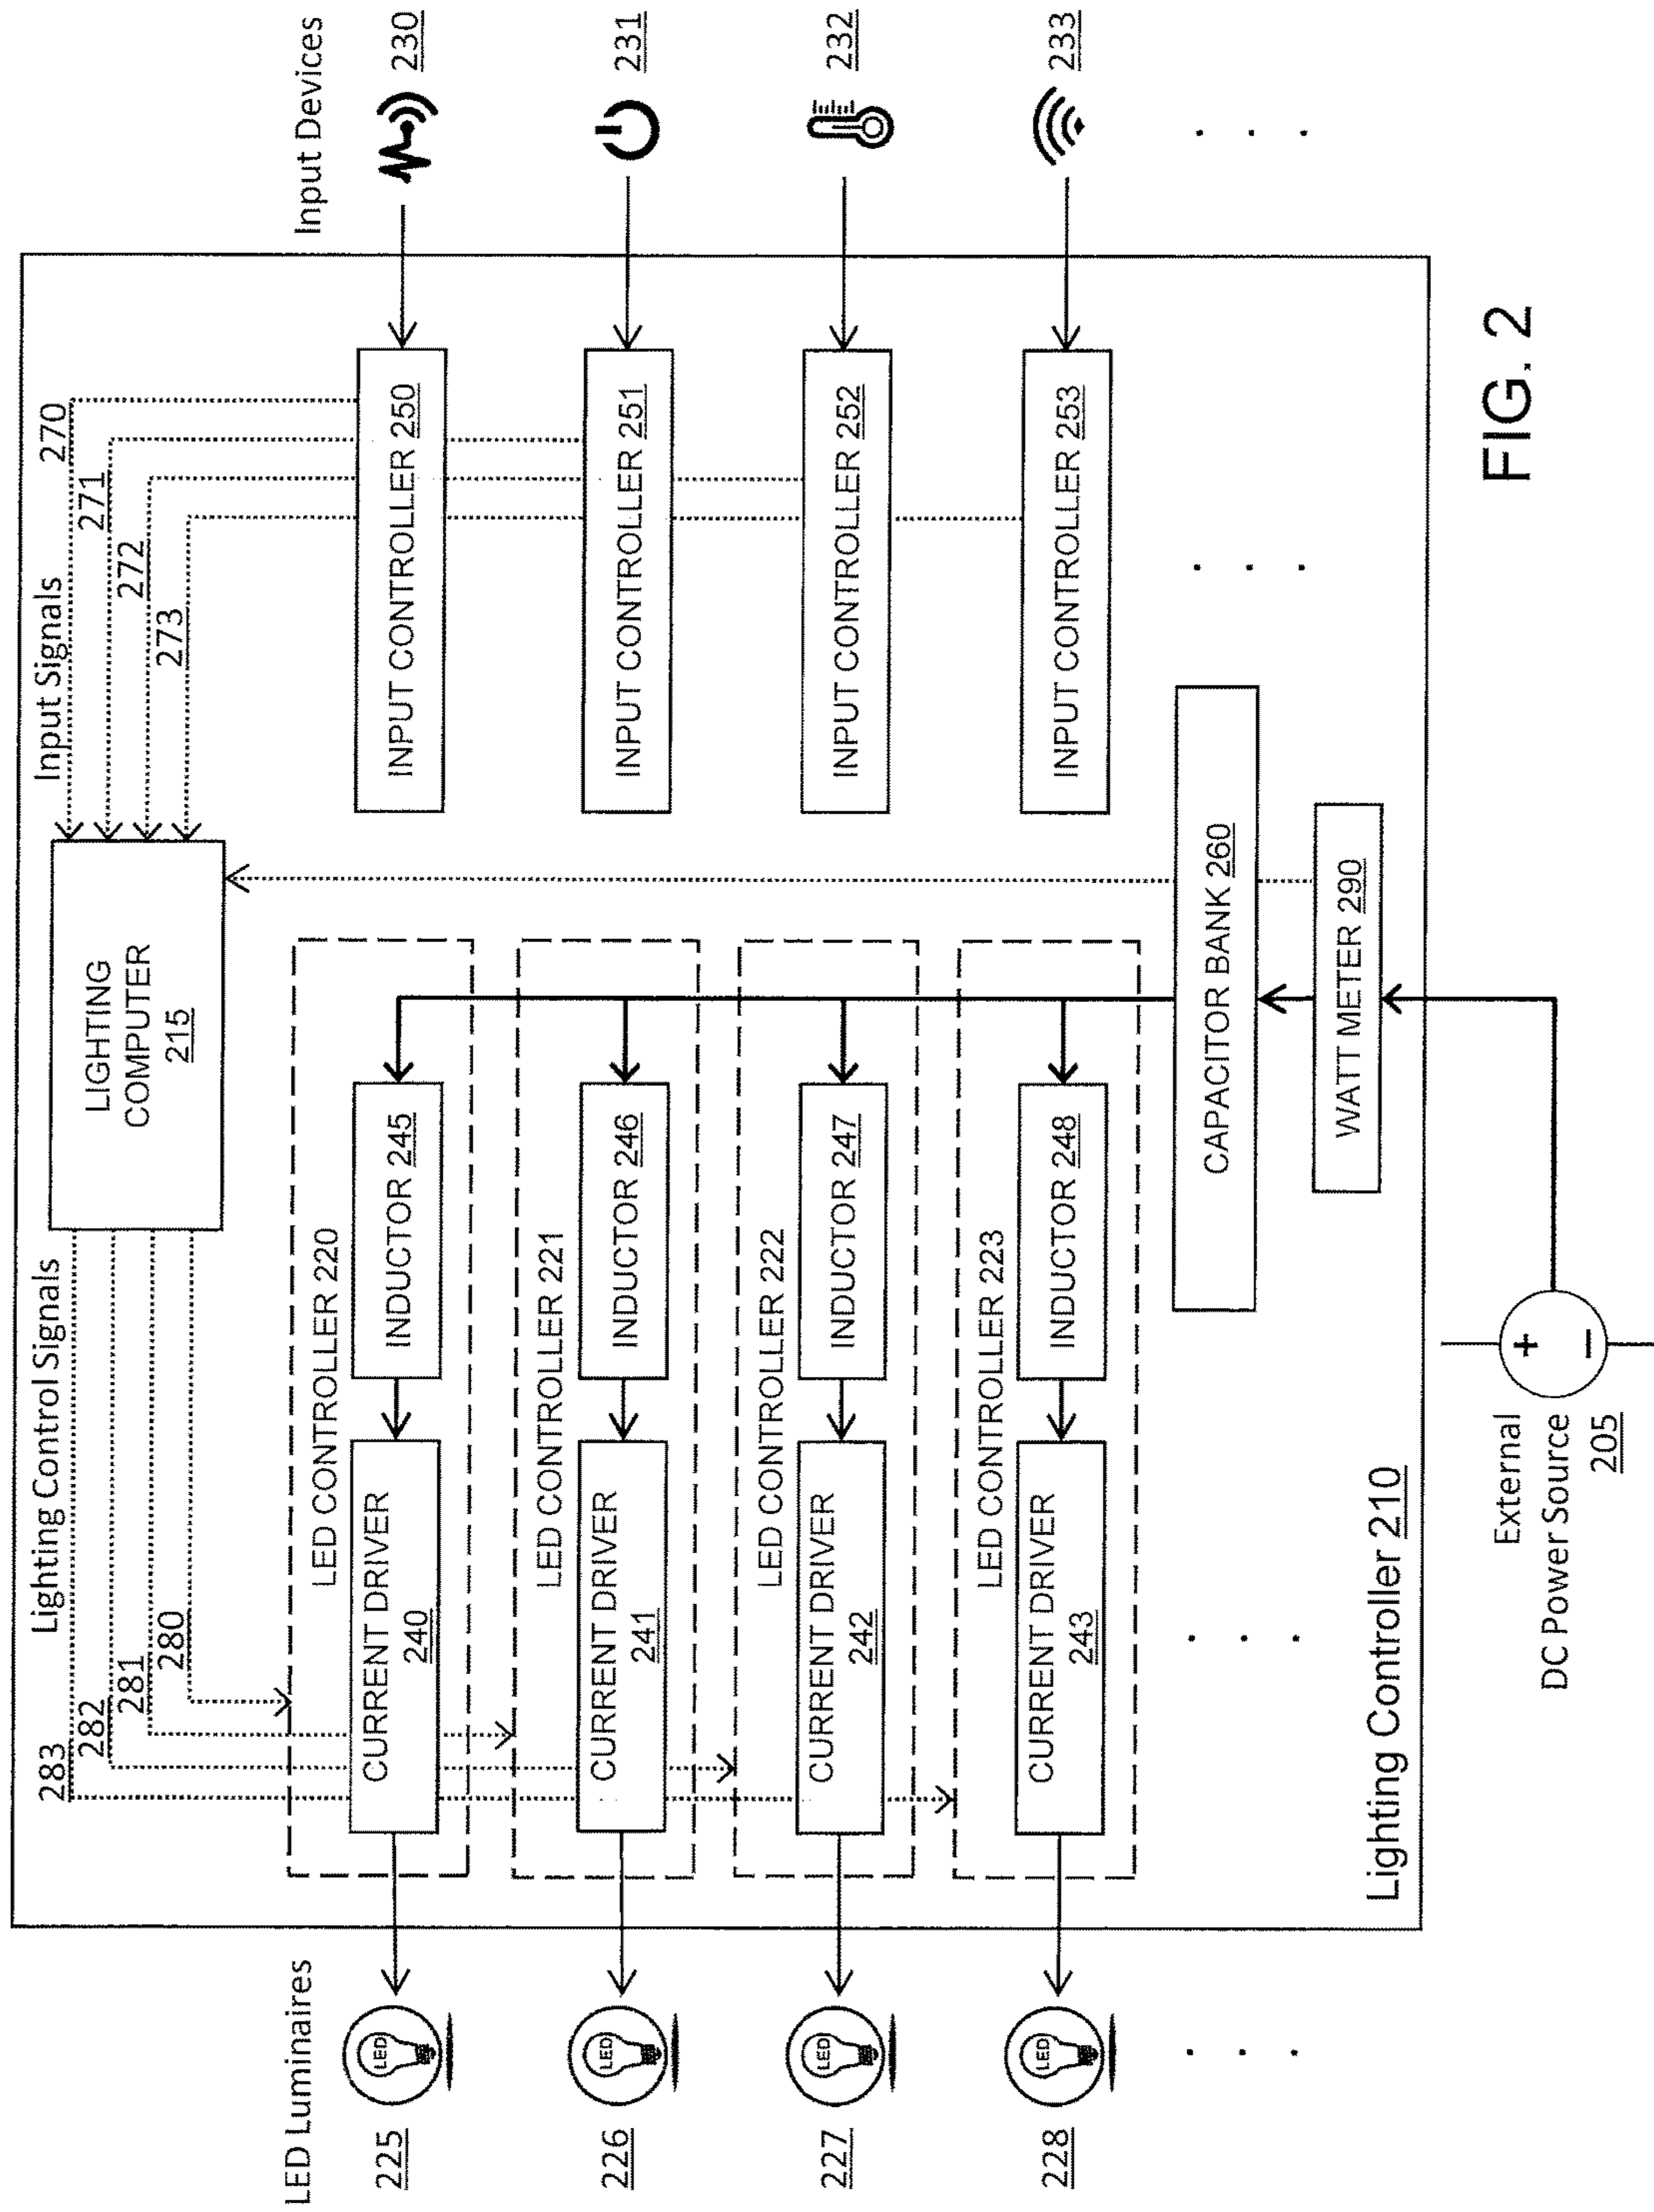 LED Luminaires
225
LED
226
LED
227
LED
228
LED
Lighting Control Signals
283
282
281
280
LIGHTING
COMPUTER
215
Input Signals
270
271
272
273
Input Devices
230
231
232
233
LED CONTROLLER 220
CURRENT DRIVER
240
INDUCTOR 245
LED CONTROLLER 221
CURRENT DRIVER
241
INDUCTOR 246
LED CONTROLLER 222
CURRENT DRIVER
242
INDUCTOR 247
LED CONTROLLER 223
CURRENT DRIVER
243
INDUCTOR 248
INPUT CONTROLLER 250
INPUT CONTROLLER 251
INPUT CONTROLLER 252
INPUT CONTROLLER 253
CAPACITOR BANK 260
WATT METER 290
Lighting Controller 210
+
−
External
DC Power Source
205
FIG. 2